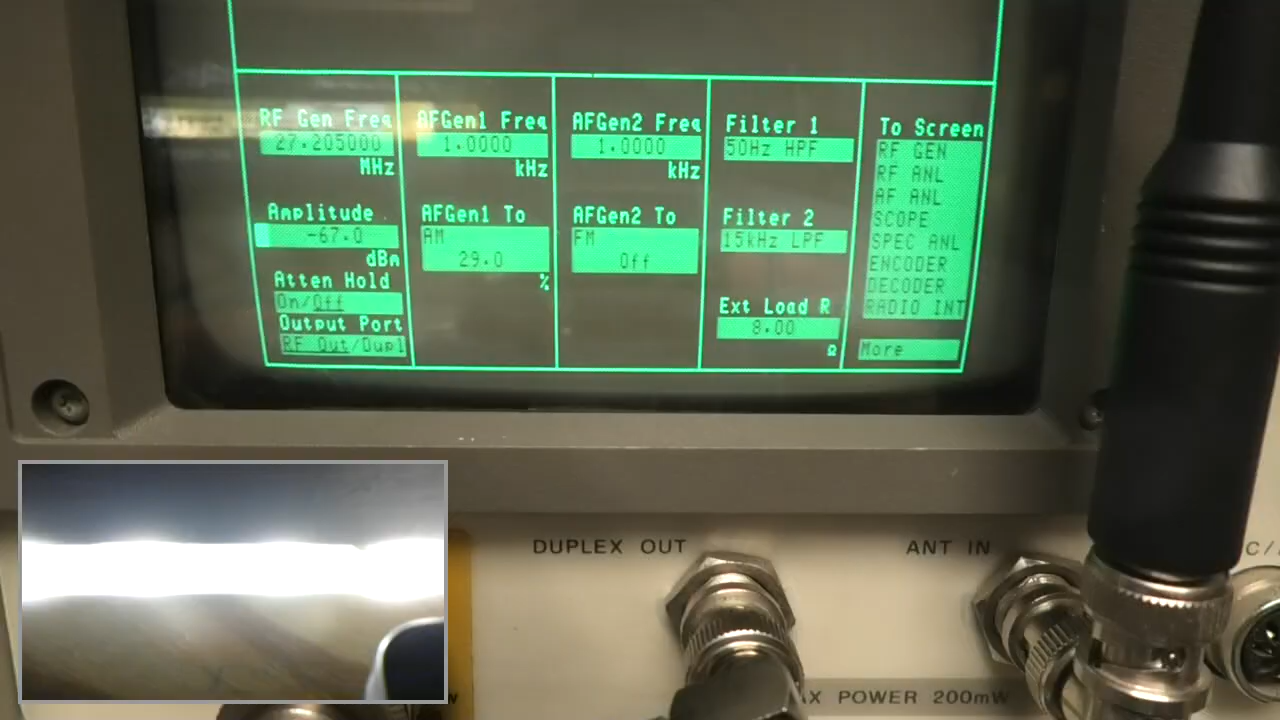 RF Gen Freq
27.205000
MHz
Amplitude
-67.0
dBm
Atten Hold
On/Off
Output Port
RF Out/Dupl
AFGen1 Freq
1.0000
kHz
AFGen1 To
AM
29.0
%
AFGen2 Freq
1.0000
kHz
AFGen2 To
FM
Off
Filter 1
50Hz HPF
Filter 2
15kHz LPF
Ext Load R
8.00
Ω
To Screen
RF GEN
RF ANL
AF ANL
SCOPE
SPEC ANL
ENCODER
DECODER
RADIO INT
More
DUPLEX OUT
ANT IN
POWER 200mW